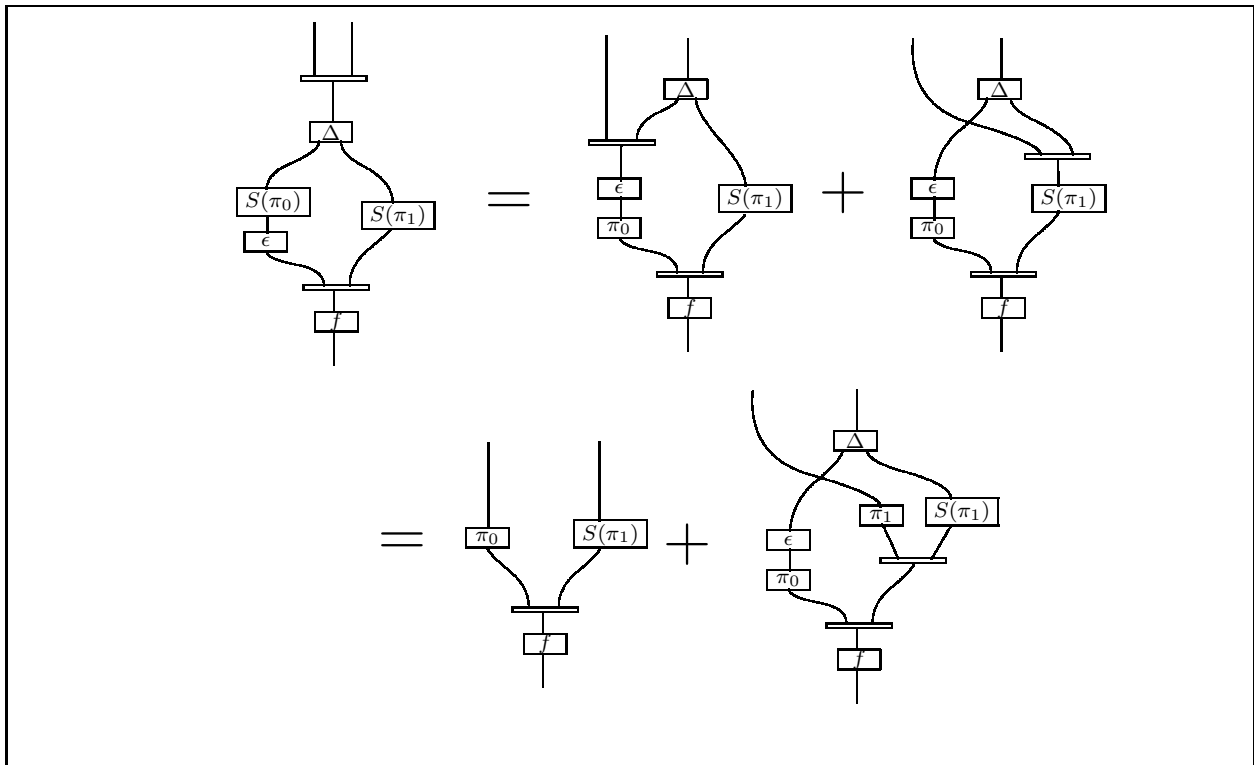 Δ Δ Δ
S(π₀) S(π₁) = ϵ S(π₁) + ϵ S(π₁)
ϵ π₀ π₀
f f f
Δ
= π₀ S(π₁) + π₁ S(π₁)
ϵ
π₀
f f